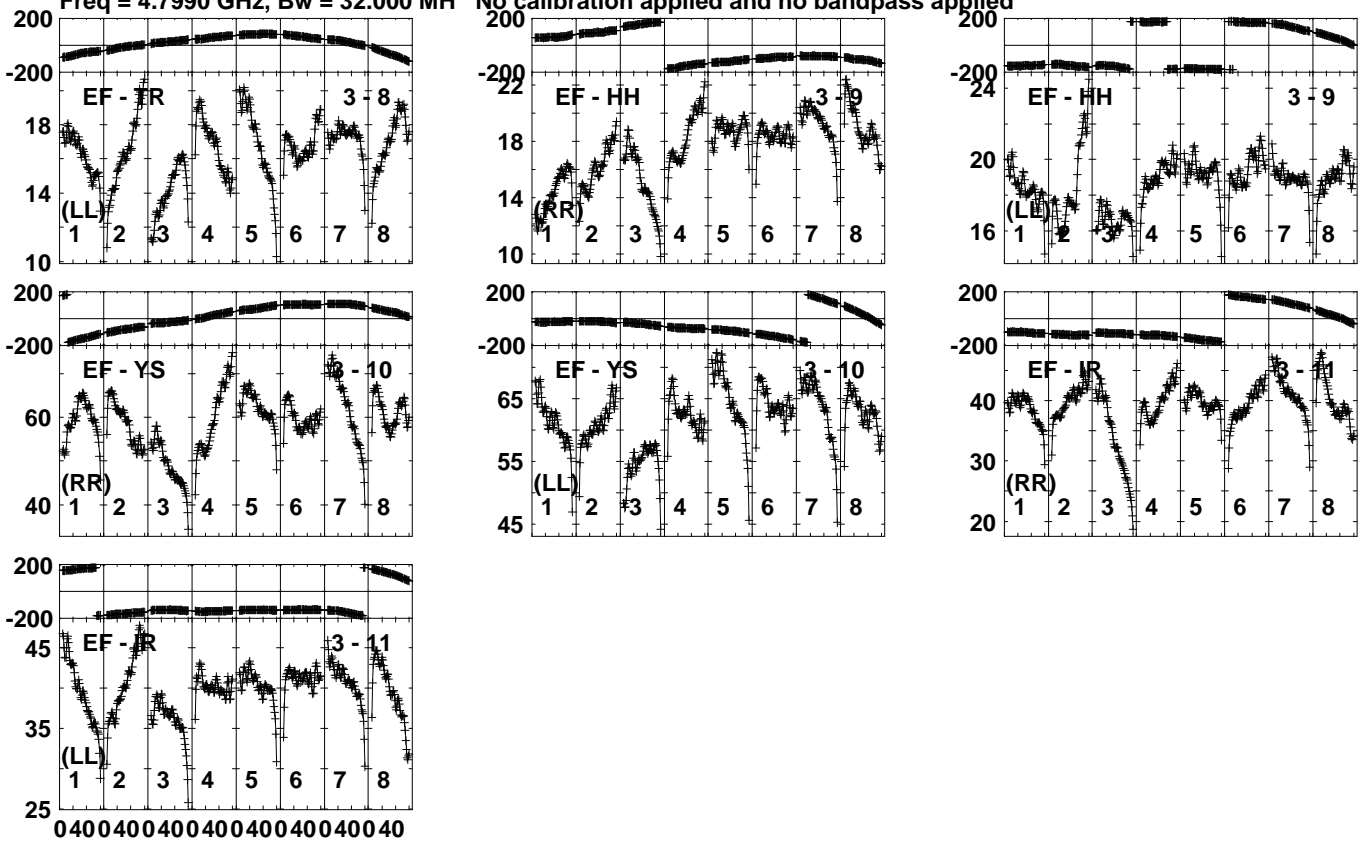 Freq = 4.7990 GHz, Bw = 32.000 MH No calibration applied and no bandpass applied
200
-200
EF - TR 3 - 8
18
14
10
(LL)
1 2 3 4 5 6 7 8
-200
22
EF - HH 3 - 9
18
14
10
(RR)
1 2 3 4 5 6 7 8
-200
24
EF - HH 3 - 9
20
16
(LL)
1 2 3 4 5 6 7 8
200
-200
EF - YS 3 - 10
60
40
(RR)
1 2 3 4 5 6 7 8
200
-200
EF - YS 3 - 10
65
55
45
(LL)
1 2 3 4 5 6 7 8
200
-200
EF - IR 3 - 11
40
30
20
(RR)
1 2 3 4 5 6 7 8
200
-200
EF - IR 3 - 11
45
35
25
(LL)
1 2 3 4 5 6 7 8
0 40 0 40 0 40 0 40 0 40 0 40 0 40 0 40